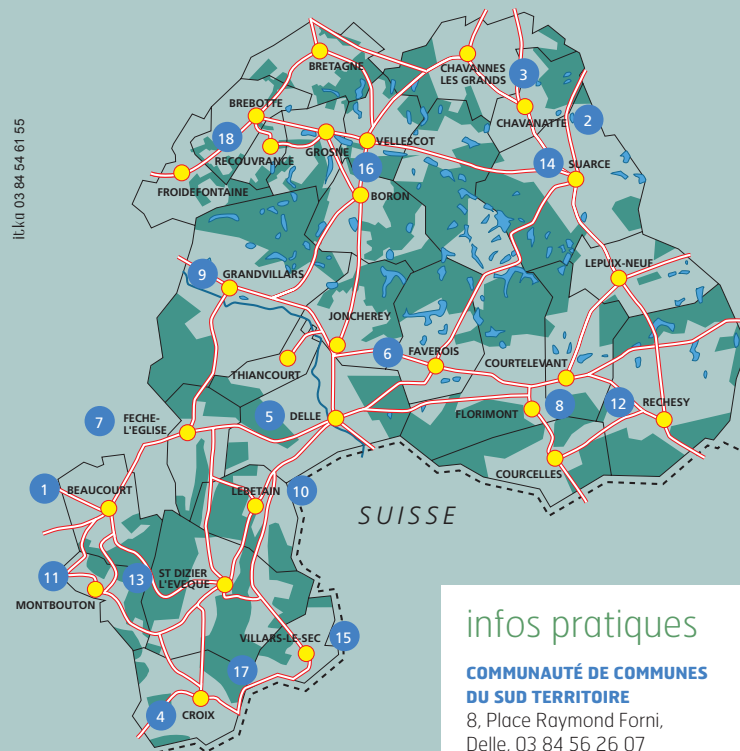 it.ka 03 84 54 61 55
BRETAGNE
CHAVANNES
LES GRANDS
3
BREBOTTE
CHAVANATTE
2
18
RECOUVRANCE
GROSNE
VELLESCOT
FROIDEFONTAINE
16
14
SUARCE
BORON
9
GRANDVILLARS
LEPUIX-NEUF
JONCHEREY
6
FAVEROIS
COURTELEVANT
THIANCOURT
7
FECHE-
L'EGLISE
5
DELLE
FLORIMONT
8
12
RECHESY
COURCELLES
1
BEAUCOURT
LEBETAIN
10
SUISSE
11
13
ST DIZIER
L'EVEQUE
MONTBOUTON
VILLARS-LE-SEC
15
17
4
CROIX
infos pratiques
COMMUNAUTÉ DE COMMUNES
DU SUD TERRITOIRE
8, Place Raymond Forni,
Delle, 03 84 56 26 07